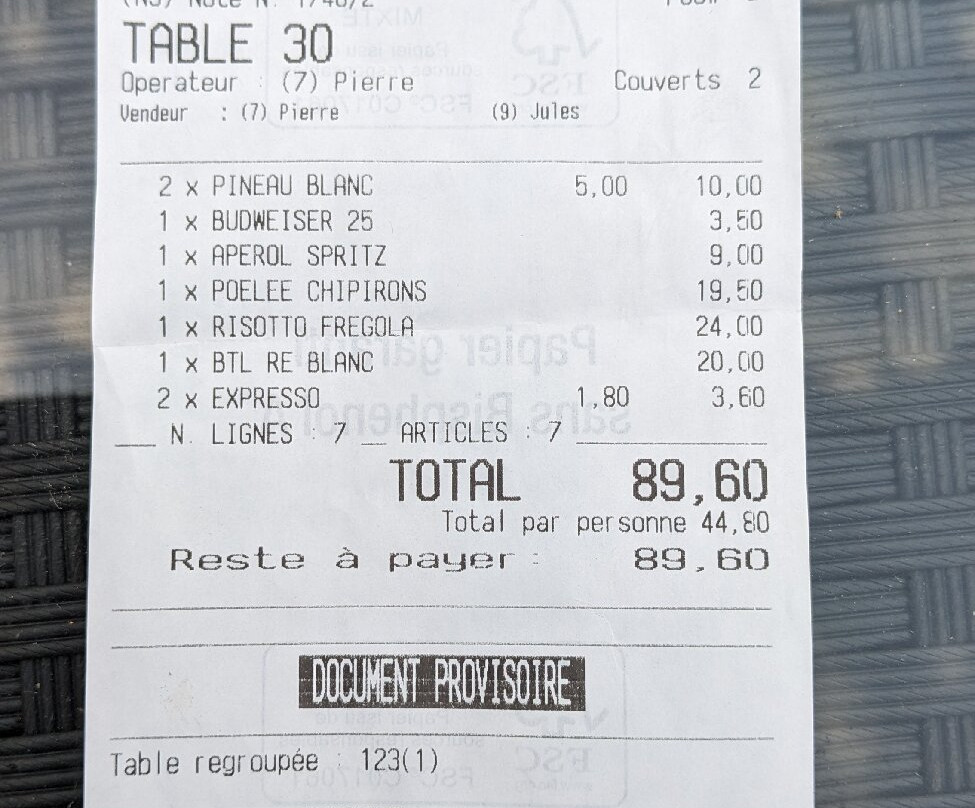 TABLE 30
Operateur : (7) Pierre Couverts 2
Vendeur : (7) Pierre (9) Jules
2 x PINEAU BLANC 5,00 10,00
1 x BUDWEISER 25 3,50
1 x APEROL SPRITZ 9,00
1 x POELEE CHIPIRONS 19,50
1 x RISOTTO FREGOLA 24,00
1 x BTL RE BLANC 20,00
2 x EXPRESSO 1,80 3,60
___ N. LIGNES : 7 __ ARTICLES : 7 ___
TOTAL 89,60
Total par personne 44,80
Reste à payer : 89,60
DOCUMENT PROVISOIRE
Table regroupée : 123(1)